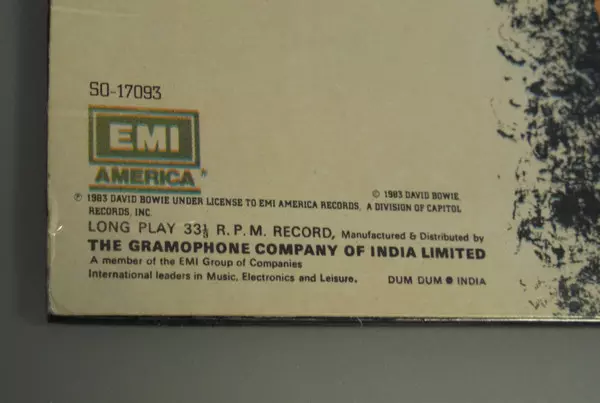 SO-17093
EMI
AMERICA
℗ 1983 DAVID BOWIE UNDER LICENSE TO EMI AMERICA RECORDS, A DIVISION OF CAPITOL
© 1983 DAVID BOWIE
RECORDS, INC.
LONG PLAY 33⅓ R.P.M. RECORD, Manufactured & Distributed by
THE GRAMOPHONE COMPANY OF INDIA LIMITED
A member of the EMI Group of Companies
International leaders in Music, Electronics and Leisure.
DUM DUM ● INDIA